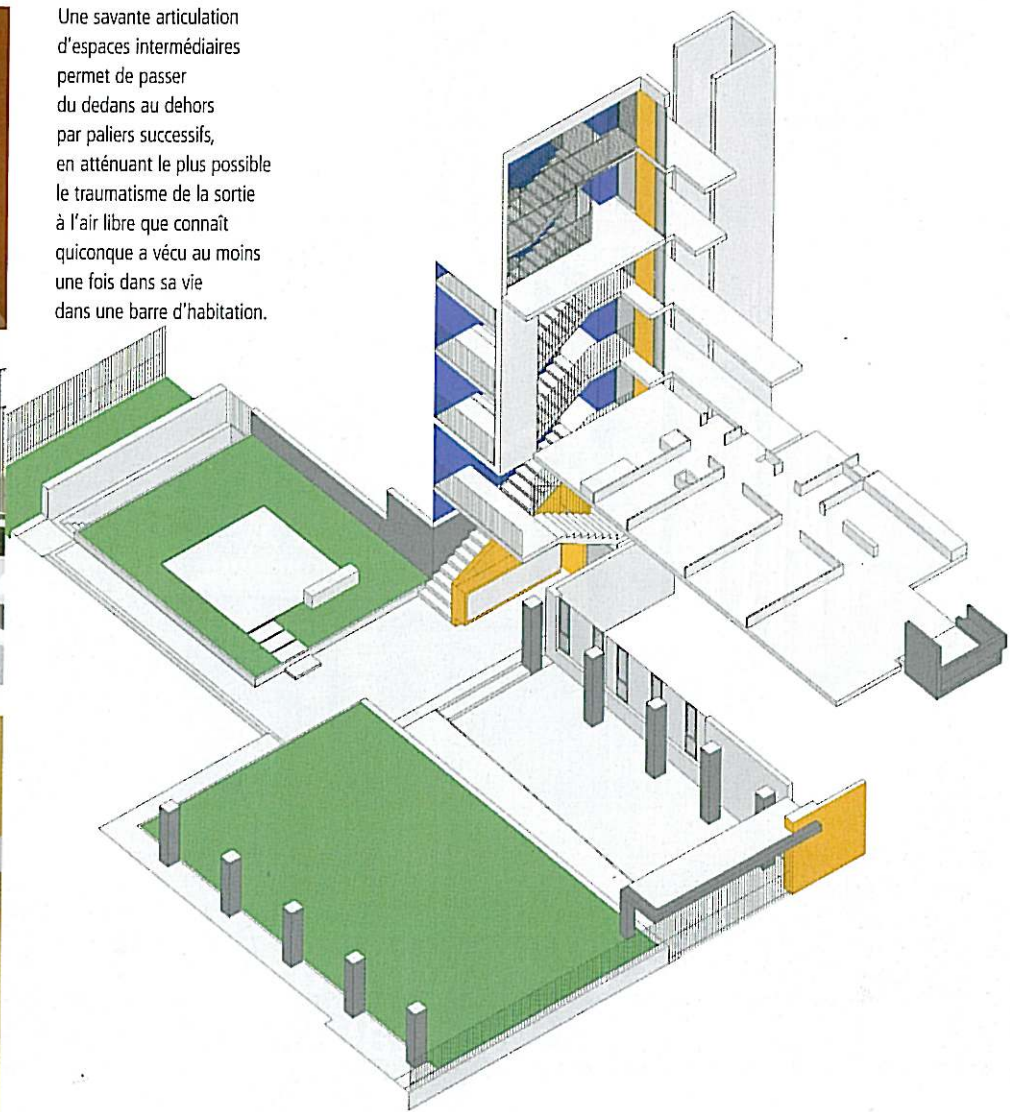 Une savante articulation
d'espaces intermédiaires
permet de passer
du dedans au dehors
par paliers successifs,
en atténuant le plus possible
le traumatisme de la sortie
à l'air libre que connaît
quiconque a vécu au moins
une fois dans sa vie
dans une barre d'habitation.